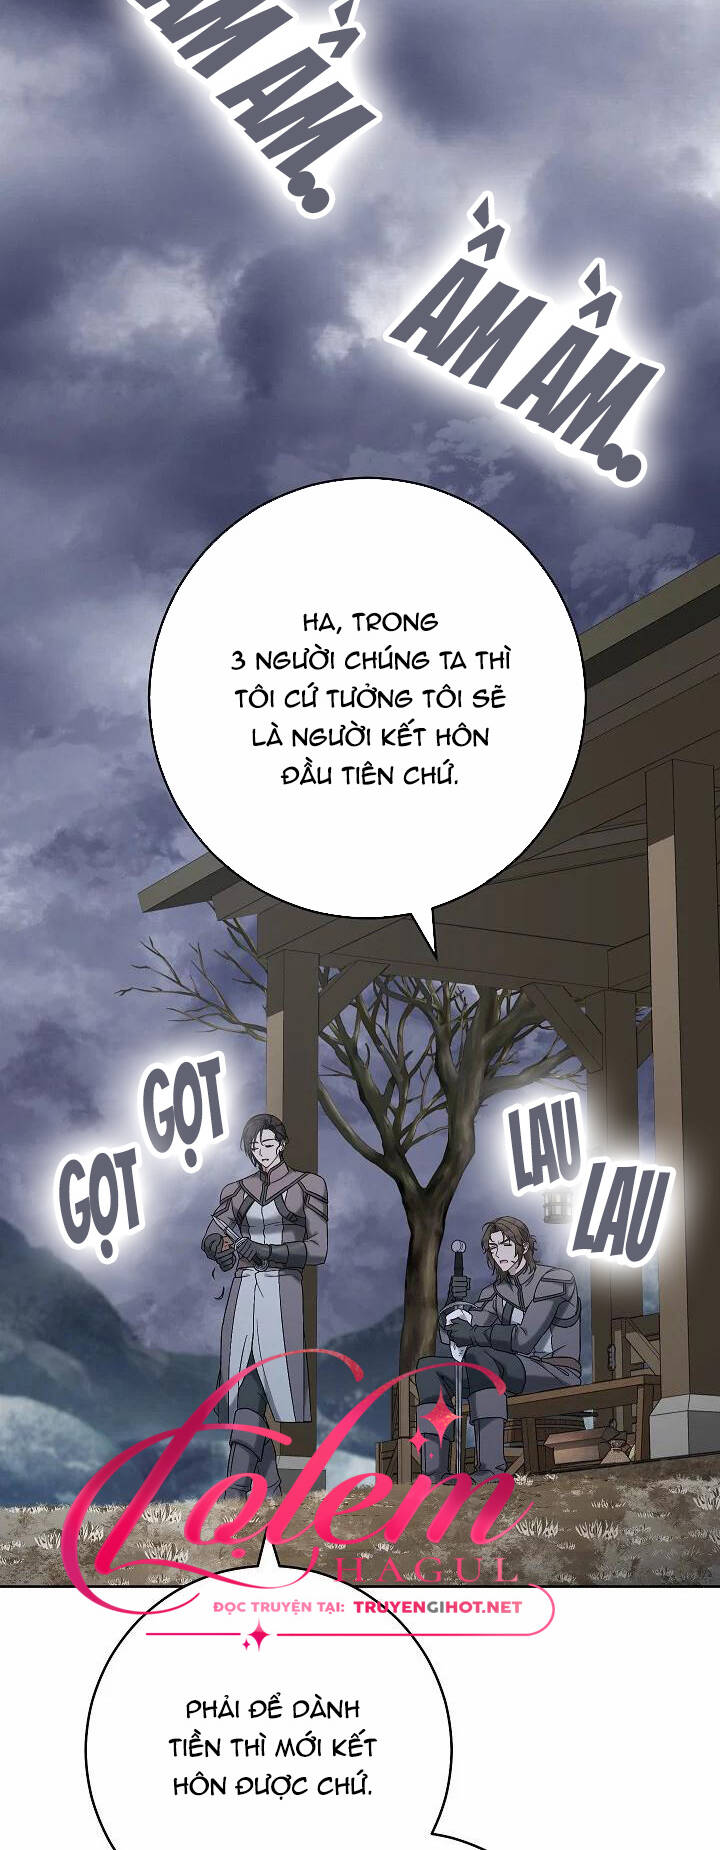 ẦM ẦM..
ẦM ẦM..
HA, TRONG
3 NGƯỜI CHÚNG TA THÌ
TÔI CỨ TƯỞNG TÔI SẼ
LÀ NGƯỜI KẾT HÔN
ĐẦU TIÊN CHỨ.
GỌT
GỌT
LAU
LAU
Lolem
HAGUL
ĐỌC TRUYỆN TẠI: TRUYENGIHOT.NET
PHẢI ĐỂ DÀNH
TIỀN THÌ MỚI KẾT
HÔN ĐƯỢC CHỨ.